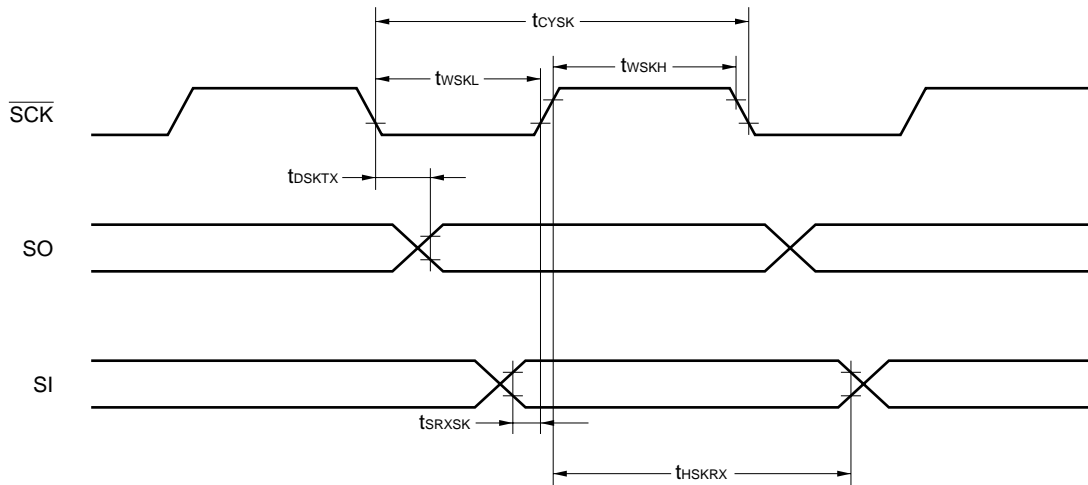 tCYSK
tWSKL
tWSKH
SCK
tDSKTX
SO
SI
tSRXSK
tHSKRX